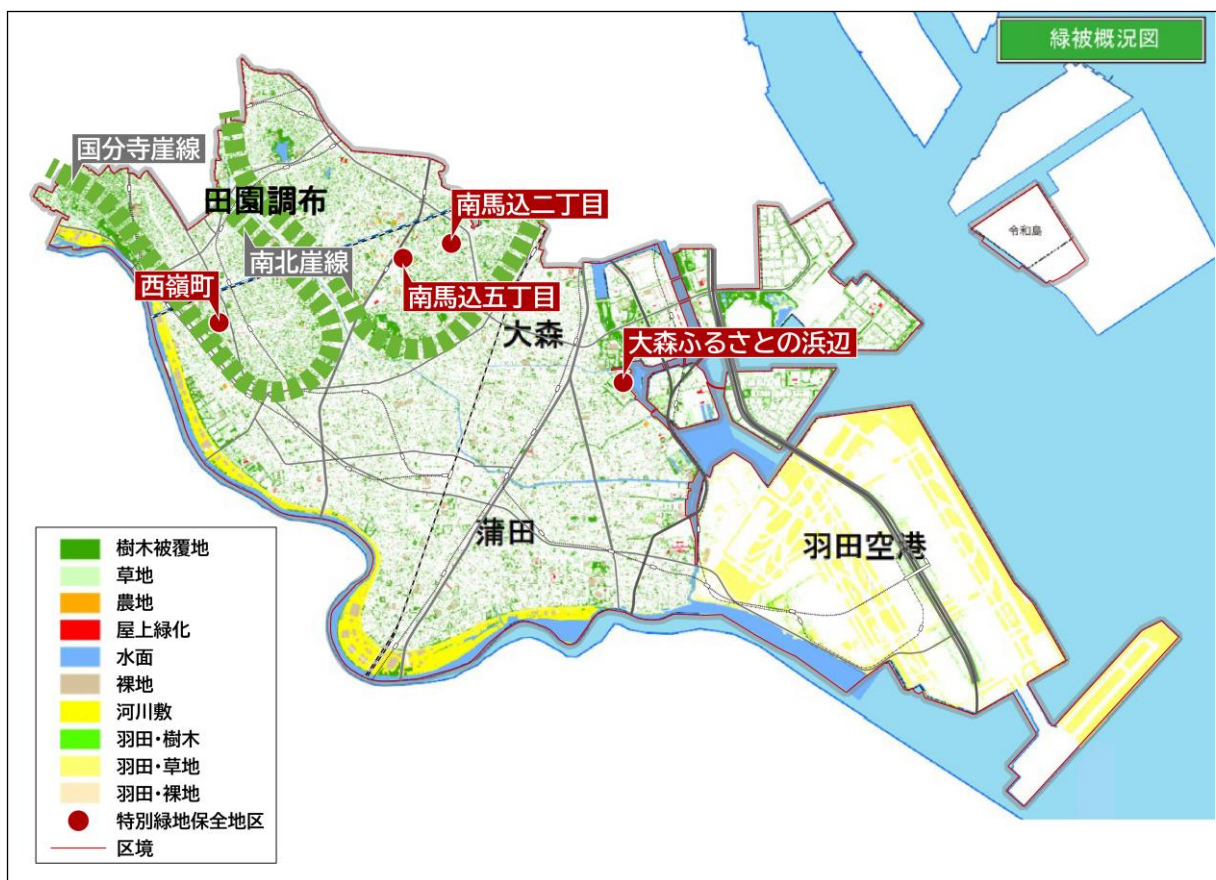 緑被概況図
国分寺崖線
田園調布
南馬込二丁目
令和島
南北崖線
西嶺町
南馬込五丁目
大森
大森ふるさとの浜辺
蒲田
羽田空港
樹木被覆地
草地
農地
屋上緑化
水面
裸地
河川敷
羽田・樹木
羽田・草地
羽田・裸地
特別緑地保全地区
区境